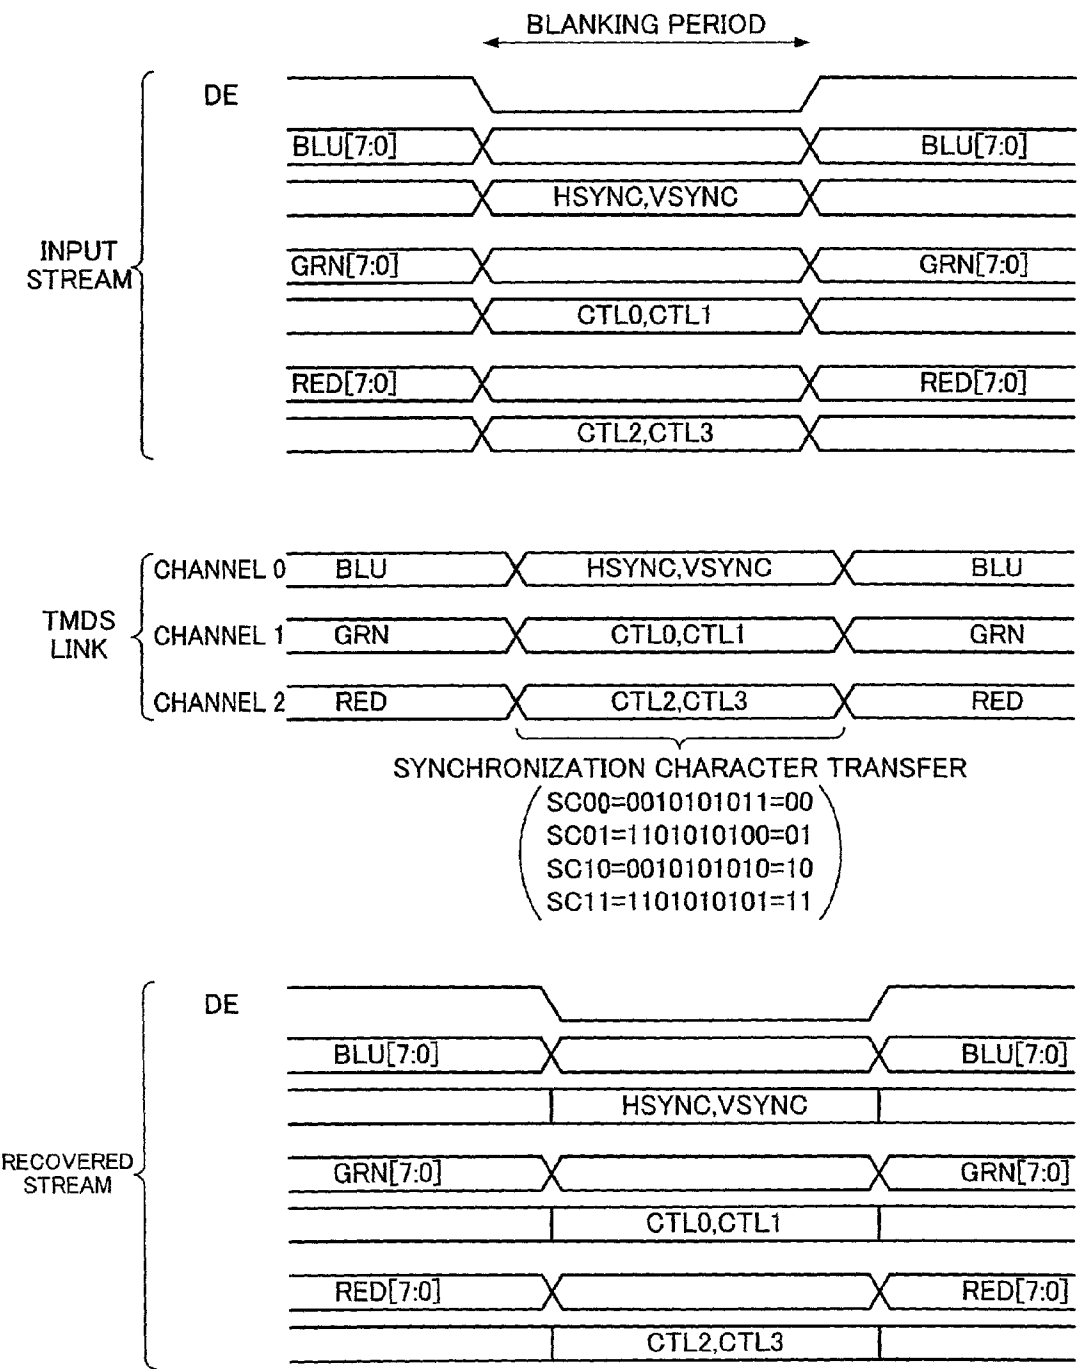 BLANKING PERIOD
DE
BLU[7:0] BLU[7:0]
HSYNC,VSYNC
INPUT
STREAM
GRN[7:0] GRN[7:0]
CTL0,CTL1
RED[7:0] RED[7:0]
CTL2,CTL3
TMDS
LINK
CHANNEL 0 BLU HSYNC,VSYNC BLU
CHANNEL 1 GRN CTL0,CTL1 GRN
CHANNEL 2 RED CTL2,CTL3 RED
SYNCHRONIZATION CHARACTER TRANSFER
SC00=0010101011=00
SC01=1101010100=01
SC10=0010101010=10
SC11=1101010101=11
DE
BLU[7:0] BLU[7:0]
HSYNC,VSYNC
RECOVERED
STREAM
GRN[7:0] GRN[7:0]
CTL0,CTL1
RED[7:0] RED[7:0]
CTL2,CTL3